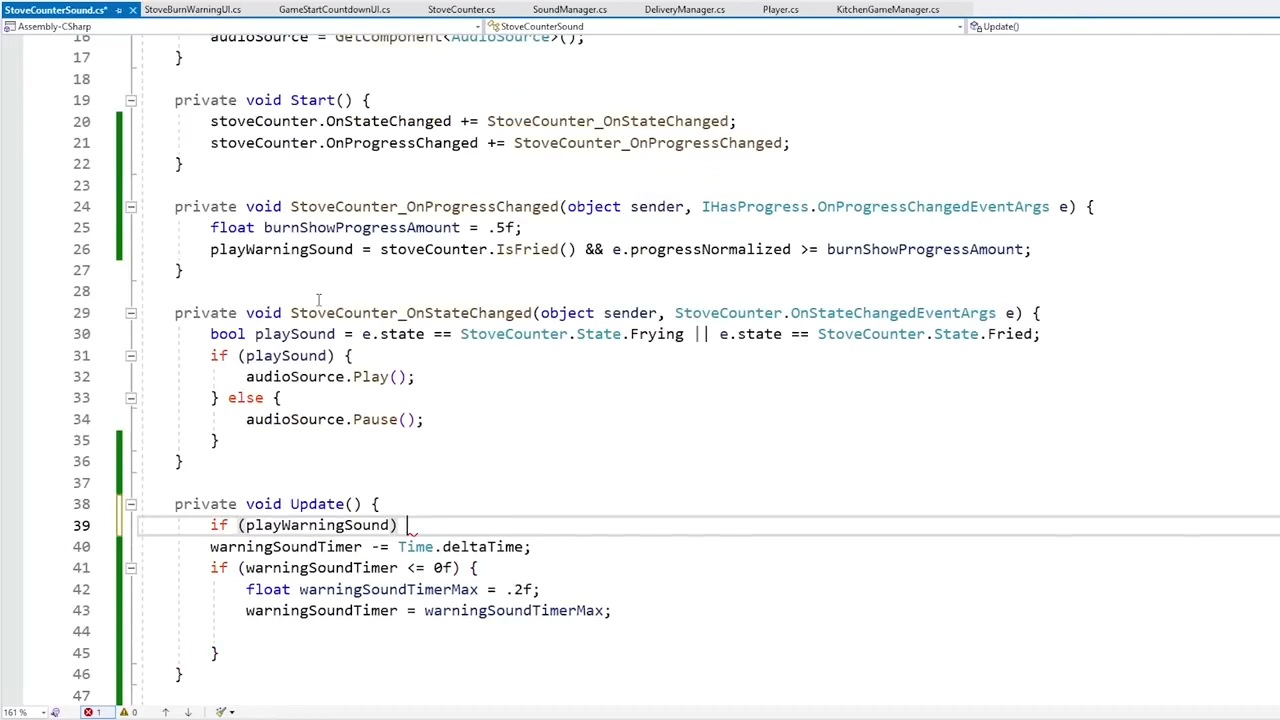 StoveCounterSound.cs* StoveBurnWarningUI.cs GameStartCountdownUI.cs StoveCounter.cs SoundManager.cs DeliveryManager.cs Player.cs KitchenGameManager.cs
Assembly-CSharp StoveCounterSound Update()
16 audioSource = GetComponent<AudioSource>();
17 }
18
19 private void Start() {
20 stoveCounter.OnStateChanged += StoveCounter_OnStateChanged;
21 stoveCounter.OnProgressChanged += StoveCounter_OnProgressChanged;
22 }
23
24 private void StoveCounter_OnProgressChanged(object sender, IHasProgress.OnProgressChangedEventArgs e) {
25 float burnShowProgressAmount = .5f;
26 playWarningSound = stoveCounter.IsFried() && e.progressNormalized >= burnShowProgressAmount;
27 }
28
29 private void StoveCounter_OnStateChanged(object sender, StoveCounter.OnStateChangedEventArgs e) {
30 bool playSound = e.state == StoveCounter.State.Frying || e.state == StoveCounter.State.Fried;
31 if (playSound) {
32 audioSource.Play();
33 } else {
34 audioSource.Pause();
35 }
36 }
37
38 private void Update() {
39 if (playWarningSound)
40 warningSoundTimer -= Time.deltaTime;
41 if (warningSoundTimer <= 0f) {
42 float warningSoundTimerMax = .2f;
43 warningSoundTimer = warningSoundTimerMax;
44
45 }
46 }
47
161 % 1 0